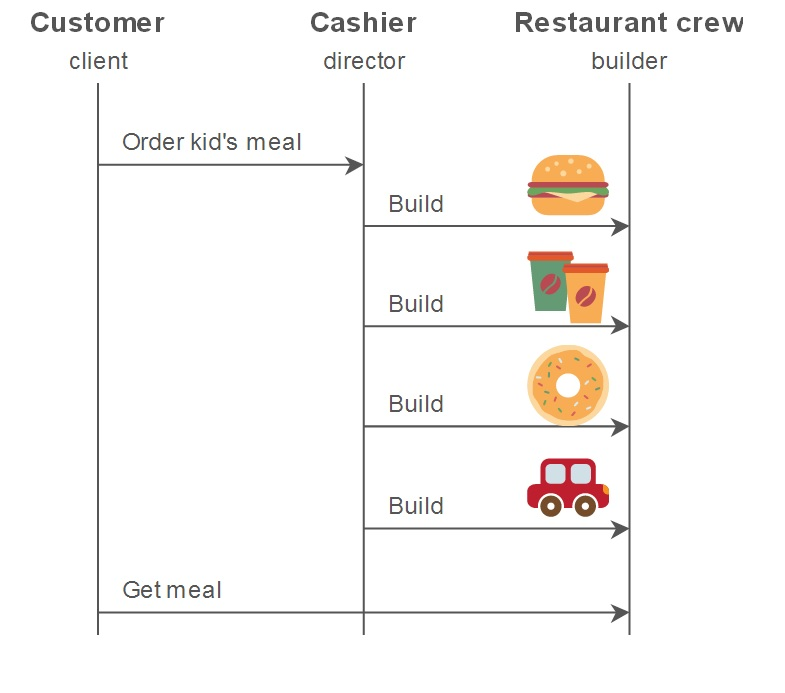 Customer
Cashier
Restaurant crew
client
director
builder
Order kid's meal
Build
Build
Build
Build
Get meal